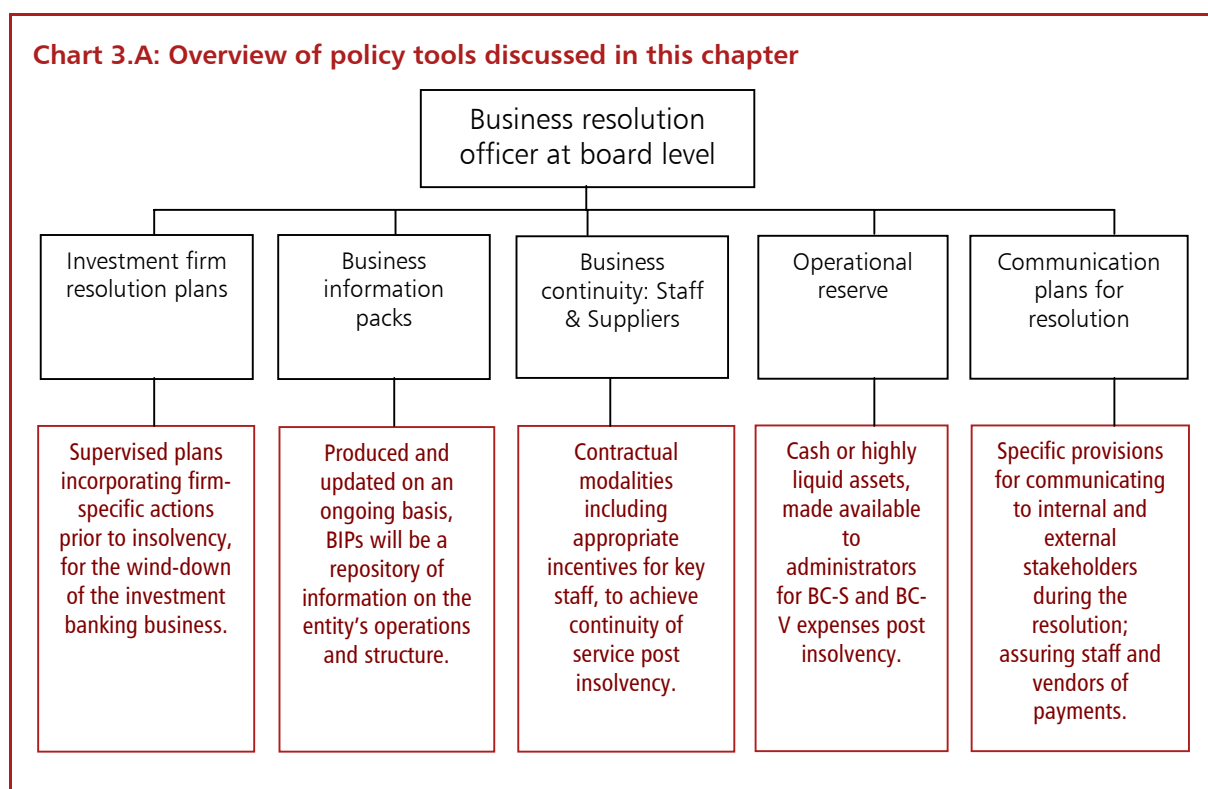 Chart 3.A: Overview of policy tools discussed in this chapter
Business resolution
officer at board level
Investment firm
resolution plans
Business
information
packs
Business
continuity: Staff
& Suppliers
Operational
reserve
Communication
plans for
resolution
Supervised plans
incorporating firm-
specific actions
prior to insolvency,
for the wind-down
of the investment
banking business.
Produced and
updated on an
ongoing basis,
BIPs will be a
repository of
information on the
entity's operations
and structure.
Contractual
modalities
including
appropriate
incentives for key
staff, to achieve
continuity of
service post
insolvency.
Cash or highly
liquid assets,
made available
to
administrators
for BC-S and BC-
V expenses post
insolvency.
Specific provisions
for communicating
to internal and
external
stakeholders
during the
resolution;
assuring staff and
vendors of
payments.